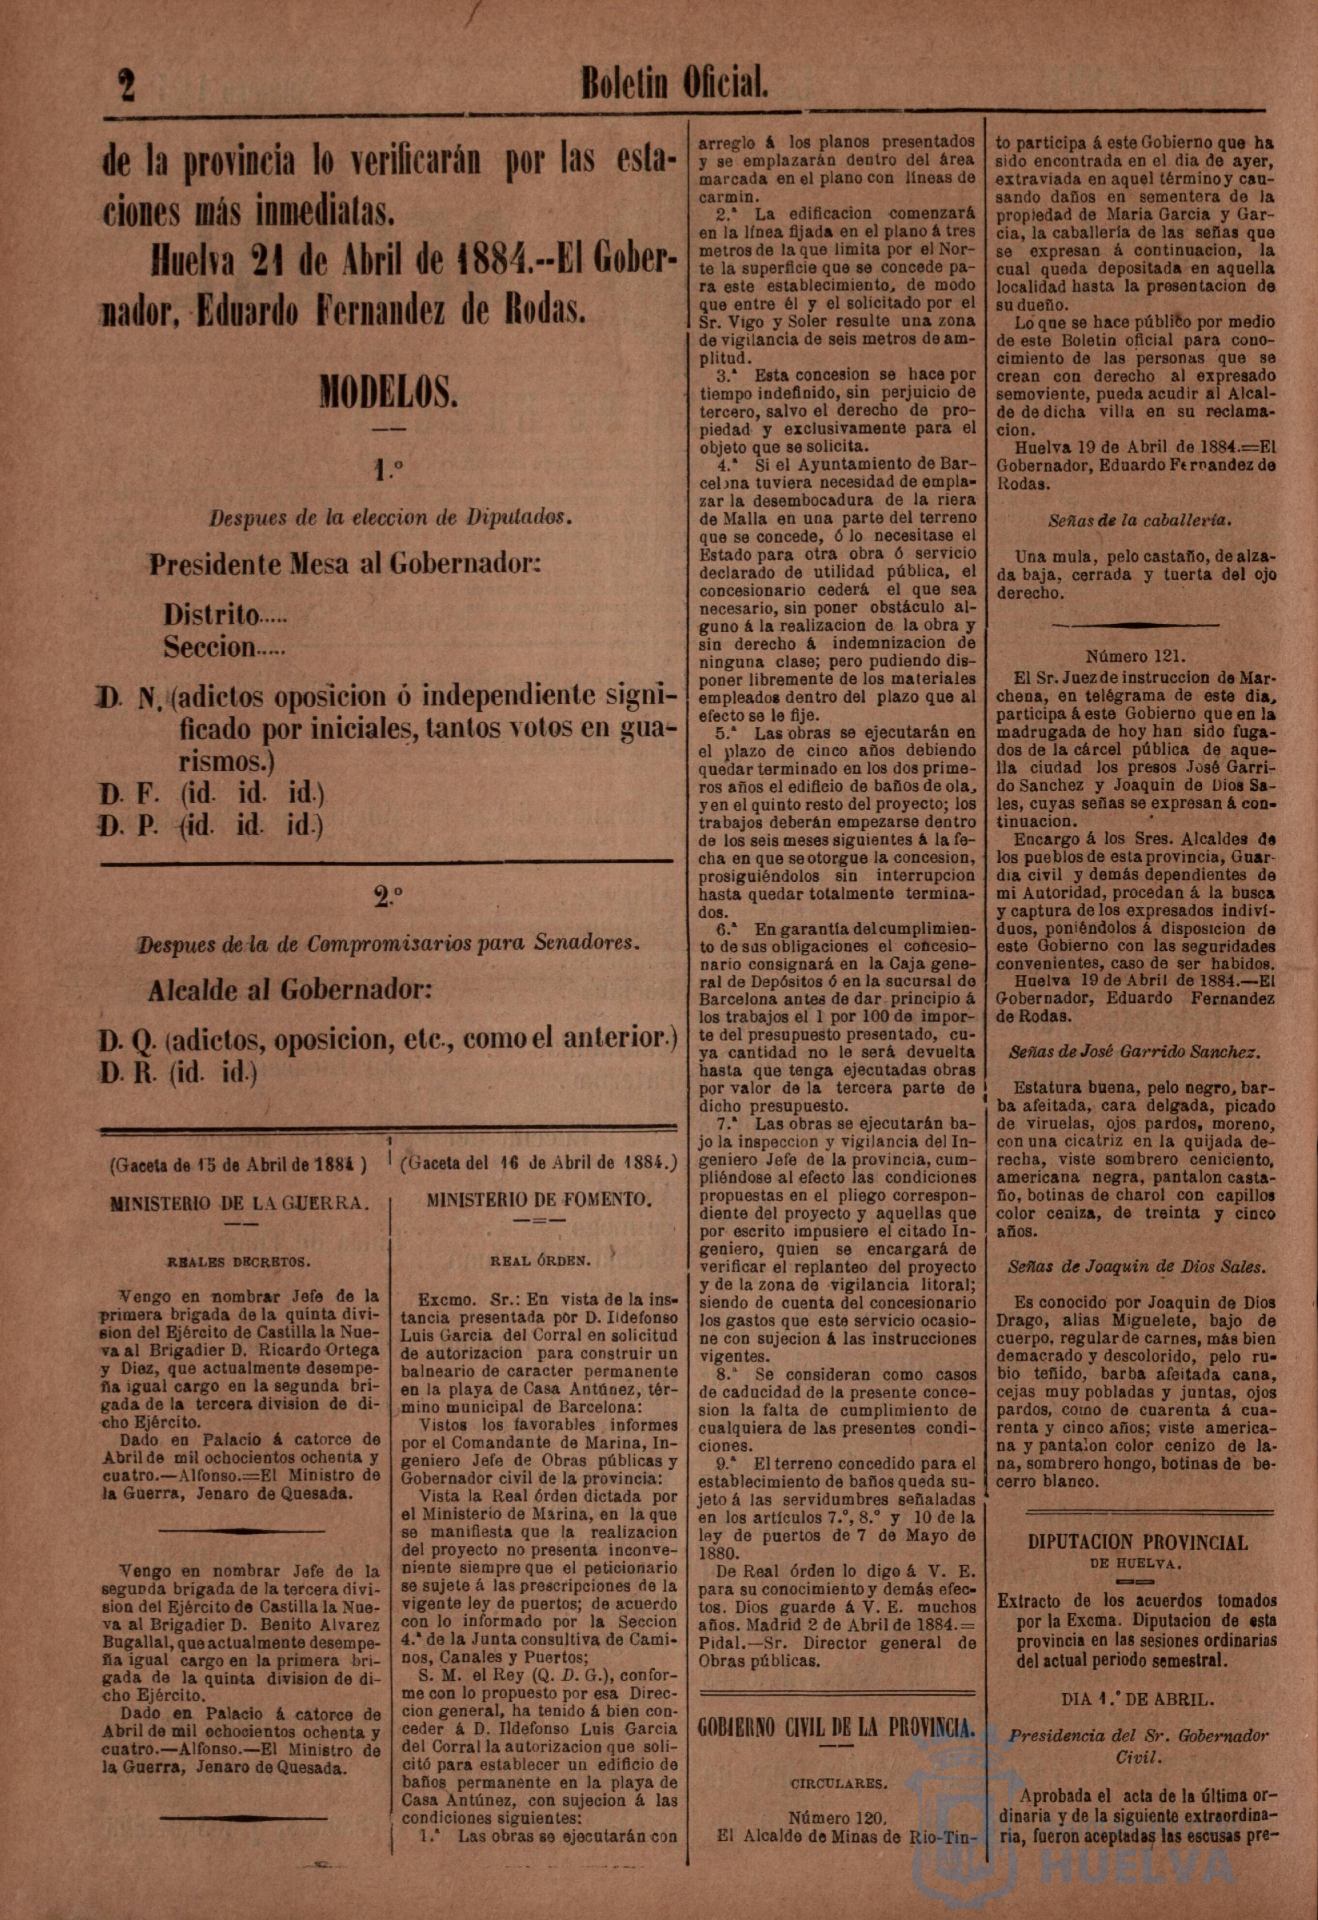 2
Boletin Oficial.
de la provincia lo verificarán por las esta-
ciones más inmediatas.
Huelva 21 de Abril de 1884.--El Gober-
nador, Eduardo Fernandez de Rodas.
MODELOS.
1.º
Despues de la eleccion de Diputados.
Presidente Mesa al Gobernador:
Distrito.....
Seccion.....
D. N. (adictos oposicion ó independiente signi-
ficado por iniciales, tantos votos en gua-
rismos.)
D. F. (id. id. id.)
D. P. (id. id. id.)
2.º
Despues de la de Compromisarios para Senadores.
Alcalde al Gobernador:
D. Q. (adictos, oposicion, etc., como el anterior.)
D. R. (id. id.)
(Gaceta de 15 de Abril de 1884 )
MINISTERIO DE LA GUERRA.
REALES DECRETOS.
Vengo en nombrar Jefe de la
primera brigada de la quinta divi-
sion del Ejército de Castilla la Nue-
va al Brigadier D. Ricardo Ortega
y Diez, que actualmente desempe-
ña igual cargo en la segunda bri-
gada de la tercera division de di-
cho Ejército.
Dado en Palacio á catorce de
Abril de mil ochocientos ochenta y
cuatro.—Alfonso.=El Ministro de
la Guerra, Jenaro de Quesada.
Vengo en nombrar Jefe de la
segunda brigada de la tercera divi-
sion del Ejército de Castilla la Nue-
va al Brigadier D. Benito Alvarez
Bugallal, que actualmente desempe-
ña igual cargo en la primera bri-
gada de la quinta division de di-
cho Ejército.
Dado en Palacio á catorce de
Abril de mil ochocientos ochenta y
cuatro.—Alfonso.—El Ministro de
la Guerra, Jenaro de Quesada.
(Gaceta del 16 de Abril de 1884.)
MINISTERIO DE FOMENTO.
REAL ÓRDEN.
Excmo. Sr.: En vista de la ins-
tancia presentada por D. Ildefonso
Luis Garcia del Corral en solicitud
de autorizacion para construir un
balneario de caracter permanente
en la playa de Casa Antúnez, tér-
mino municipal de Barcelona:
Vistos los favorables informes
por el Comandante de Marina, In-
geniero Jefe de Obras públicas y
Gobernador civil de la provincia:
Vista la Real órden dictada por
el Ministerio de Marina, en la que
se manifiesta que la realizacion
del proyecto no presenta inconve-
niente siempre que el peticionario
se sujete á las prescripciones de la
vigente ley de puertos; de acuerdo
con lo informado por la Seccion
4.ª de la Junta consultiva de Cami-
nos, Canales y Puertos;
S. M. el Rey (Q. D. G.), confor-
me con lo propuesto por esa Direc-
cion general, ha tenido á bien con-
ceder á D. Ildefonso Luis Garcia
del Corral la autorizacion que soli-
citó para establecer un edificio de
baños permanente en la playa de
Casa Antúnez, con sujecion á las
condiciones siguientes:
1.ª Las obras se ejecutarán con
arreglo á los planos presentados
y se emplazarán dentro del área
marcada en el plano con líneas de
carmin.
2.ª La edificacion comenzará
en la línea fijada en el plano á tres
metros de la que limita por el Nor-
te la superficie que se concede pa-
ra este establecimiento, de modo
que entre él y el solicitado por el
Sr. Vigo y Soler resulte una zona
de vigilancia de seis metros de am-
plitud.
3.ª Esta concesion se hace por
tiempo indefinido, sin perjuicio de
tercero, salvo el derecho de pro-
piedad y exclusivamente para el
objeto que se solicita.
4.ª Si el Ayuntamiento de Bar-
celona tuviera necesidad de empla-
zar la desembocadura de la riera
de Malla en una parte del terreno
que se concede, ó lo necesitase el
Estado para otra obra ó servicio
declarado de utilidad pública, el
concesionario cederá el que sea
necesario, sin poner obstáculo al-
guno á la realizacion de la obra y
sin derecho á indemnizacion de
ninguna clase; pero pudiendo dis-
poner libremente de los materiales
empleados dentro del plazo que al
efecto se le fije.
5.ª Las obras se ejecutarán en
el plazo de cinco años debiendo
quedar terminado en los dos prime-
ros años el edificio de baños de ola,
y en el quinto resto del proyecto; los
trabajos deberán empezarse dentro
de los seis meses siguientes á la fe-
cha en que se otorgue la concesion,
prosiguiéndolos sin interrupcion
hasta quedar totalmente termina-
dos.
6.ª En garantía del cumplimien-
to de sus obligaciones el concesio-
nario consignará en la Caja gene-
ral de Depósitos ó en la sucursal de
Barcelona antes de dar principio á
los trabajos el 1 por 100 de impor-
te del presupuesto presentado, cu-
ya cantidad no le será devuelta
hasta que tenga ejecutadas obras
por valor de la tercera parte de
dicho presupuesto.
7.ª Las obras se ejecutarán ba-
jo la inspeccion y vigilancia del In-
geniero Jefe de la provincia, cum-
pliéndose al efecto las condiciones
propuestas en el pliego correspon-
diente del proyecto y aquellas que
por escrito impusiere el citado In-
geniero, quien se encargará de
verificar el replanteo del proyecto
y de la zona de vigilancia litoral;
siendo de cuenta del concesionario
los gastos que este servicio ocasio-
ne con sujecion á las instrucciones
vigentes.
8.ª Se consideran como casos
de caducidad de la presente conce-
sion la falta de cumplimiento de
cualquiera de las presentes condi-
ciones.
9.ª El terreno concedido para el
establecimiento de baños queda su-
jeto á las servidumbres señaladas
en los artículos 7.º, 8.º y 10 de la
ley de puertos de 7 de Mayo de
1880.
De Real órden lo digo á V. E.
para su conocimiento y demás efec-
tos. Dios guarde á V. E. muchos
años. Madrid 2 de Abril de 1884.=
Pidal.—Sr. Director general de
Obras públicas.
GOBIERNO CIVIL DE LA PROVINCIA.
CIRCULARES.
Número 120.
El Alcalde de Minas de Rio-Tin-
to participa á este Gobierno que ha
sido encontrada en el dia de ayer,
extraviada en aquel término y cau-
sando daños en sementera de la
propiedad de Maria Garcia y Gar-
cia, la caballería de las señas que
se expresan á continuacion, la
cual queda depositada en aquella
localidad hasta la presentacion de
su dueño.
Lo que se hace público por medio
de este Boletin oficial para cono-
cimiento de las personas que se
crean con derecho al expresado
semoviente, pueda acudir al Alcal-
de de dicha villa en su reclama-
cion.
Huelva 19 de Abril de 1884.=El
Gobernador, Eduardo Fernandez de
Rodas.
Señas de la caballería.
Una mula, pelo castaño, de alza-
da baja, cerrada y tuerta del ojo
derecho.
Número 121.
El Sr. Juez de instruccion de Mar-
chena, en telégrama de este dia,
participa á este Gobierno que en la
madrugada de hoy han sido fuga-
dos de la cárcel pública de aque-
lla ciudad los presos José Garri-
do Sanchez y Joaquin de Dios Sa-
les, cuyas señas se expresan á con-
tinuacion.
Encargo á los Sres. Alcaldes de
los pueblos de esta provincia, Guar-
dia civil y demás dependientes de
mi Autoridad, procedan á la busca
y captura de los expresados indiví-
duos, poniéndolos á disposicion de
este Gobierno con las seguridades
convenientes, caso de ser habidos.
Huelva 19 de Abril de 1884.—El
Gobernador, Eduardo Fernandez
de Rodas.
Señas de José Garrido Sanchez.
Estatura buena, pelo negro, bar-
ba afeitada, cara delgada, picado
de viruelas, ojos pardos, moreno,
con una cicatriz en la quijada de-
recha, viste sombrero ceniciento,
americana negra, pantalon casta-
ño, botinas de charol con capillos
color ceniza, de treinta y cinco
años.
Señas de Joaquin de Dios Sales.
Es conocido por Joaquin de Dios
Drago, alias Miguelete, bajo de
cuerpo, regular de carnes, más bien
demacrado y descolorido, pelo ru-
bio teñido, barba afeitada cana,
cejas muy pobladas y juntas, ojos
pardos, como de cuarenta á cua-
renta y cinco años; viste america-
na y pantalon color cenizo de la-
na, sombrero hongo, botinas de be-
cerro blanco.
DIPUTACION PROVINCIAL
DE HUELVA.
Extracto de los acuerdos tomados
por la Excma. Diputacion de esta
provincia en las sesiones ordinarias
del actual periodo semestral.
DIA 1.º DE ABRIL.
Presidencia del Sr. Gobernador
Civil.
Aprobada el acta de la última or-
dinaria y de la siguiente extraordina-
ria, fueron aceptadas las escusas pre-
HUELVA